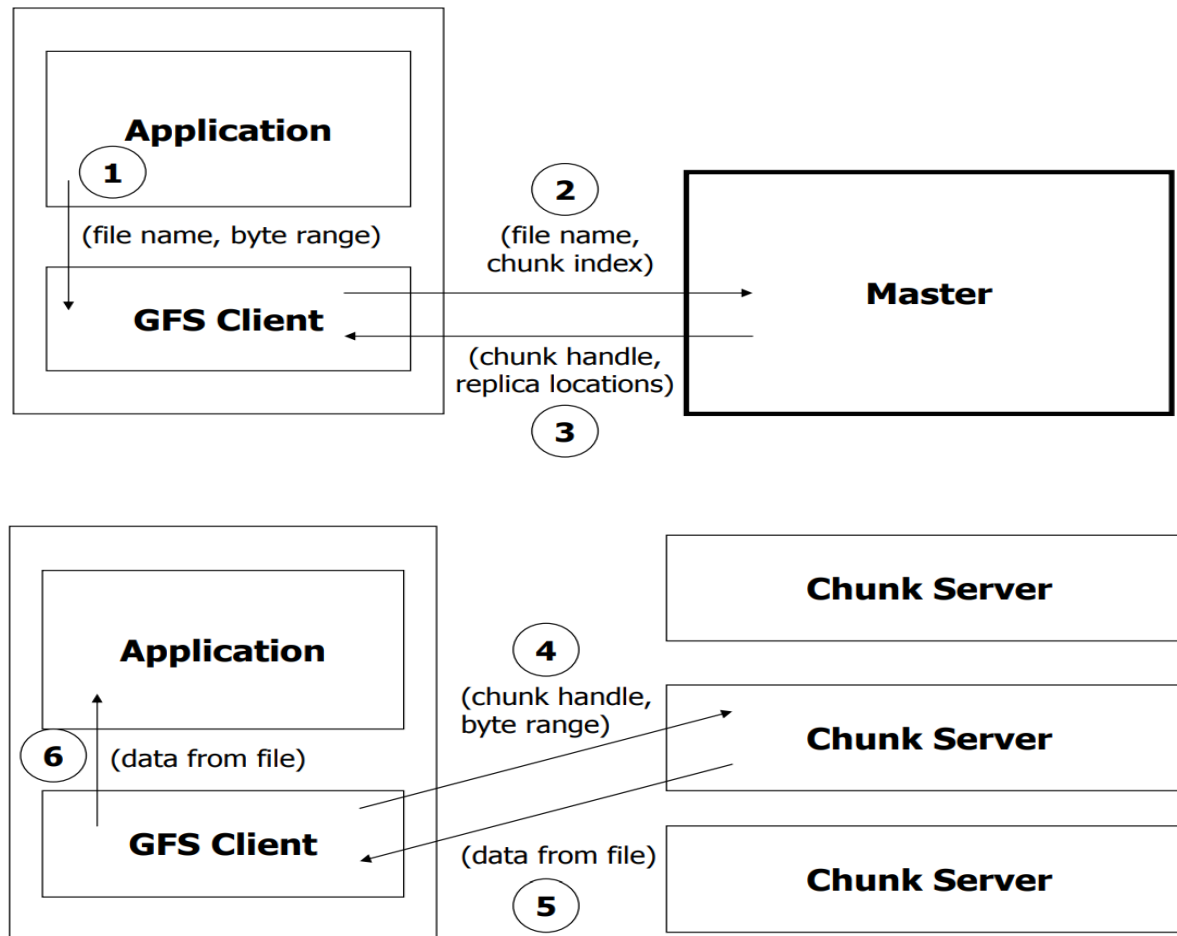 Application
1
(file name, byte range)
GFS Client
2
(file name,
chunk index)
Master
(chunk handle,
replica locations)
3
Application
6
(data from file)
GFS Client
4
(chunk handle,
byte range)
(data from file)
5
Chunk Server
Chunk Server
Chunk Server